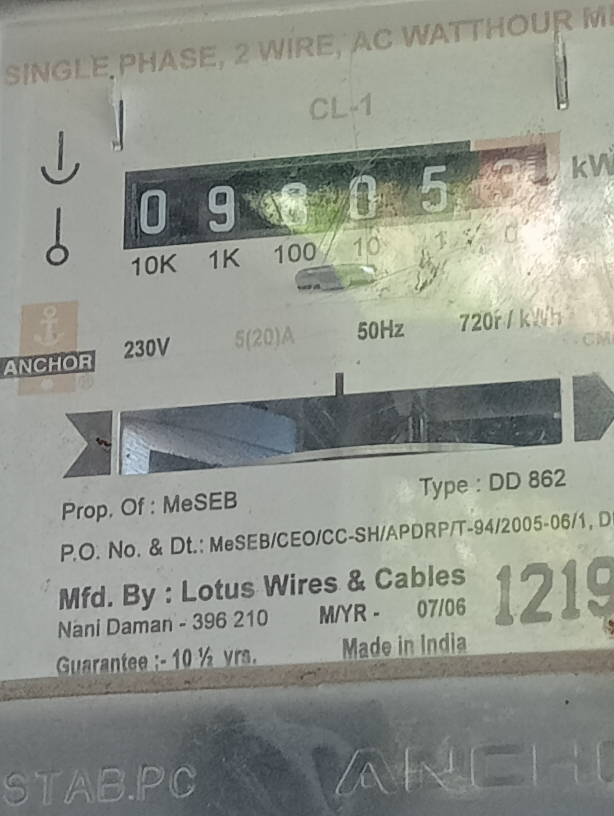 SINGLE PHASE, 2 WIRE, AC WATTHOUR
CL-1
0 9 0 5
10K 1K 100 10 1
230V 5(20)A 50Hz 720r / kWh
ANCHOR
Prop. Of : MeSEB Type : DD 862
P.O. No. & Dt.: MeSEB/CEO/CC-SH/APDRP/T-94/2005-06/1,
Mfd. By : Lotus Wires & Cables
Nani Daman - 396 210 M/YR - 07/06
1219
Guarantee :- 10 ½ yrs. Made in India
STAB.PC